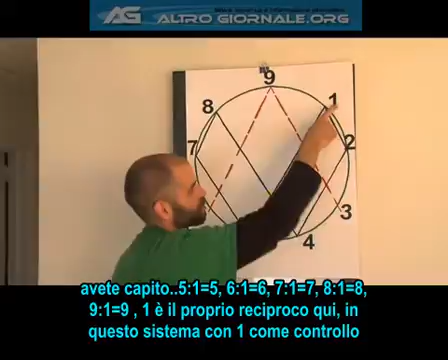 ALTRO GIORNALE.ORG
9
8
1
7
2
3
4
avete capito..5:1=5, 6:1=6, 7:1=7, 8:1=8,
9:1=9 , 1 è il proprio reciproco qui, in
questo sistema con 1 come controllo